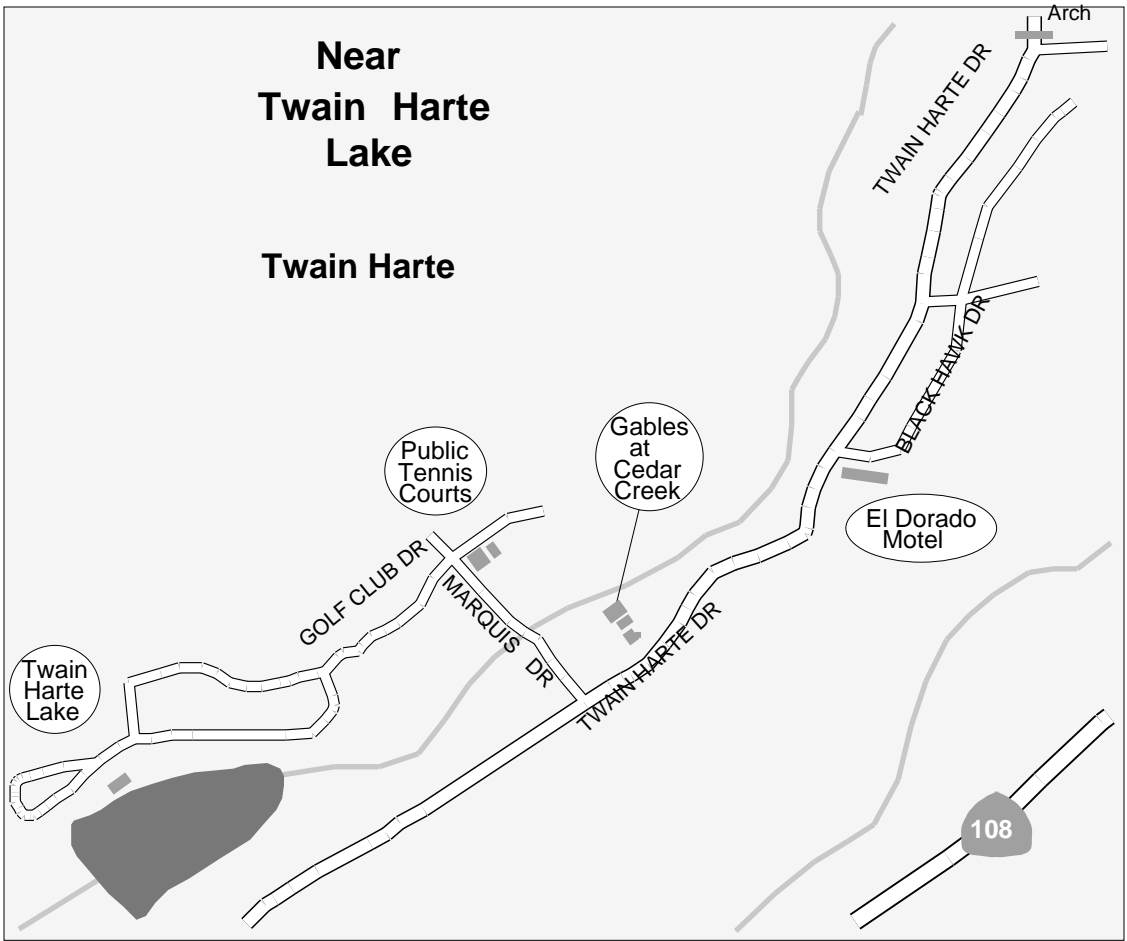 Arch
Near
Twain Harte
Lake
TWAIN HARTE DR
Twain Harte
BLACK HAWK DR
Gables
at
Cedar
Creek
Public
Tennis
Courts
El Dorado
Motel
GOLF CLUB DR
MARQUIS DR
TWAIN HARTE DR
Twain
Harte
Lake
108